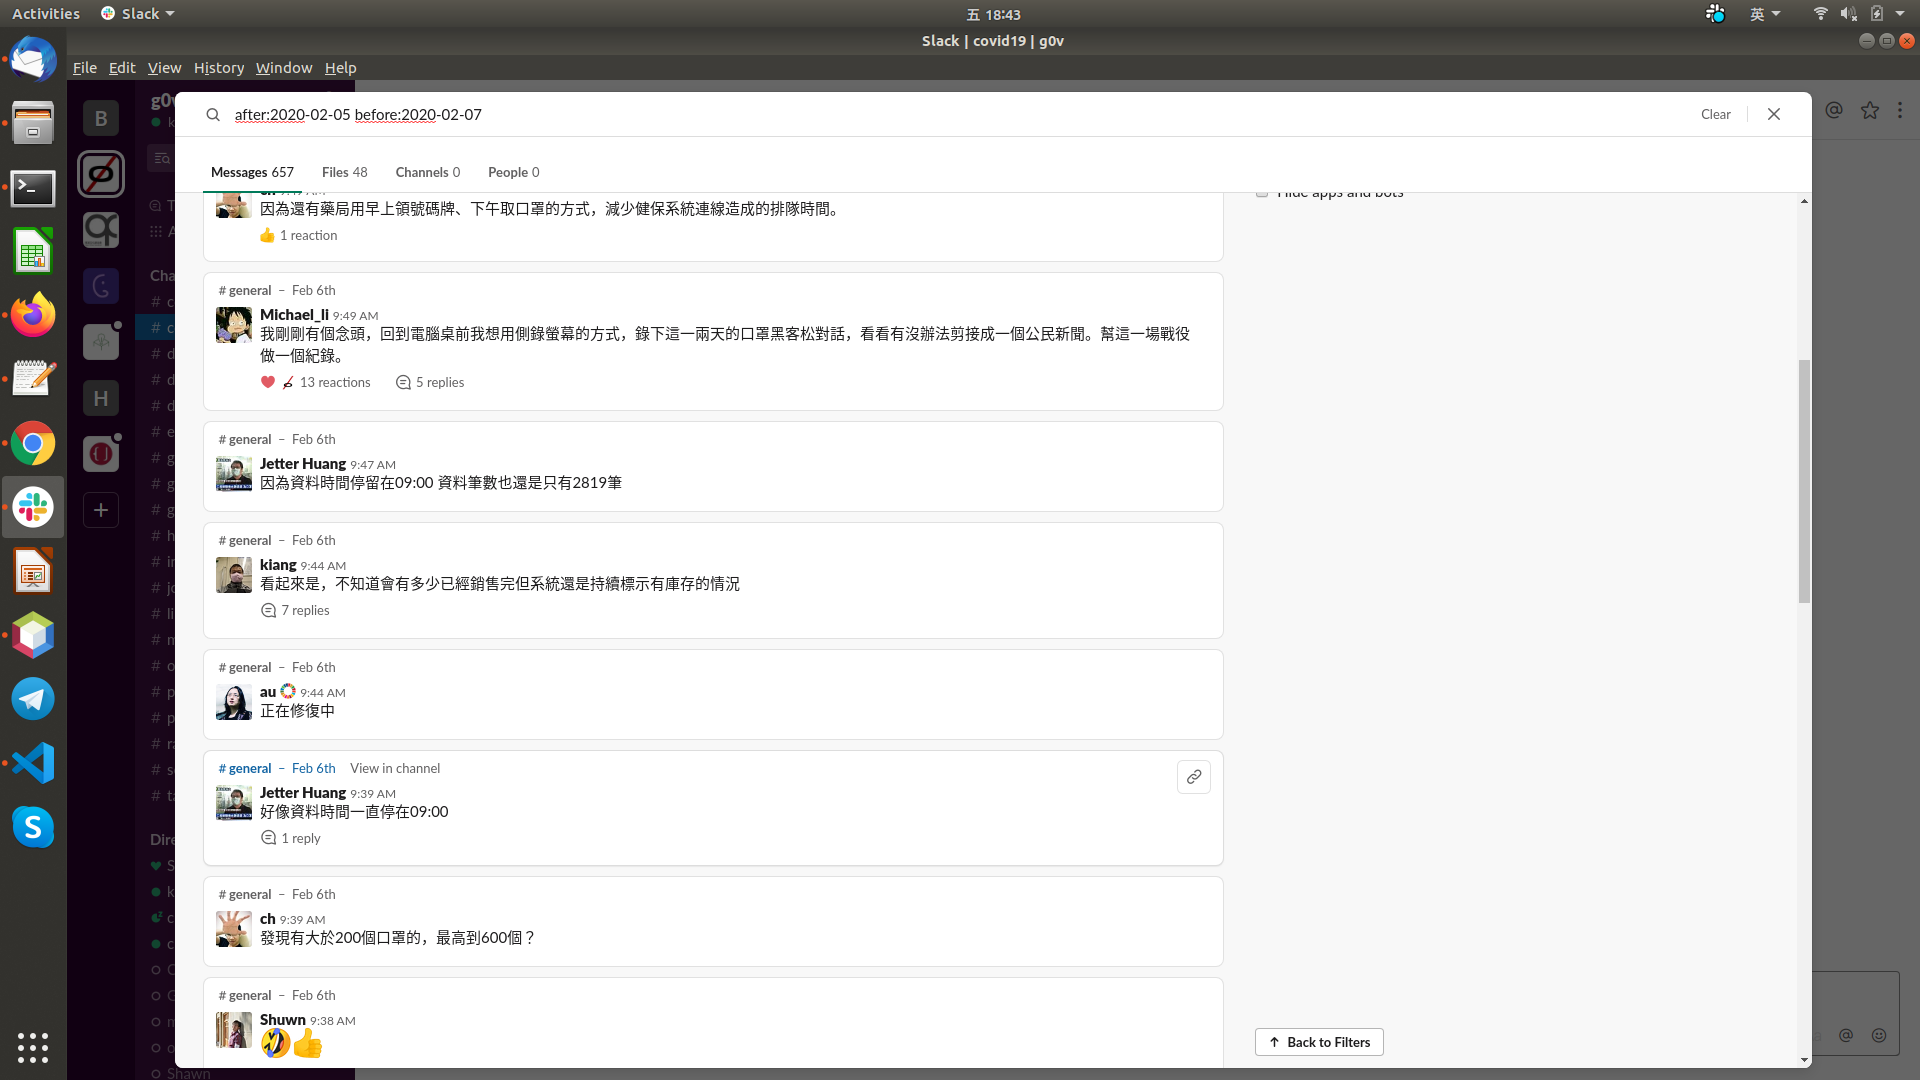 Activities Slack 五 18:43 英
Slack | covid19 | g0v
File Edit View History Window Help
after:2020-02-05 before:2020-02-07 Clear
Messages 657 Files 48 Channels 0 People 0
Hide apps and bots
因為還有藥局用早上領號碼牌、下午取口罩的方式，減少健保系統連線造成的排隊時間。
1 reaction
# general – Feb 6th
Michael_li 9:49 AM
我剛剛有個念頭，回到電腦桌前我想用側錄螢幕的方式，錄下這一兩天的口罩黑客松對話，看看有沒辦法剪接成一個公民新聞。幫這一場戰役
做一個紀錄。
13 reactions 5 replies
# general – Feb 6th
Jetter Huang 9:47 AM
因為資料時間停留在09:00 資料筆數也還是只有2819筆
# general – Feb 6th
kiang 9:44 AM
看起來是，不知道會有多少已經銷售完但系統還是持續標示有庫存的情況
7 replies
# general – Feb 6th
au 9:44 AM
正在修復中
# general – Feb 6th View in channel
Jetter Huang 9:39 AM
好像資料時間一直停在09:00
1 reply
# general – Feb 6th
ch 9:39 AM
發現有大於200個口罩的，最高到600個？
# general – Feb 6th
Shuwn 9:38 AM
🤣👍
Back to Filters
B
H
Shawn